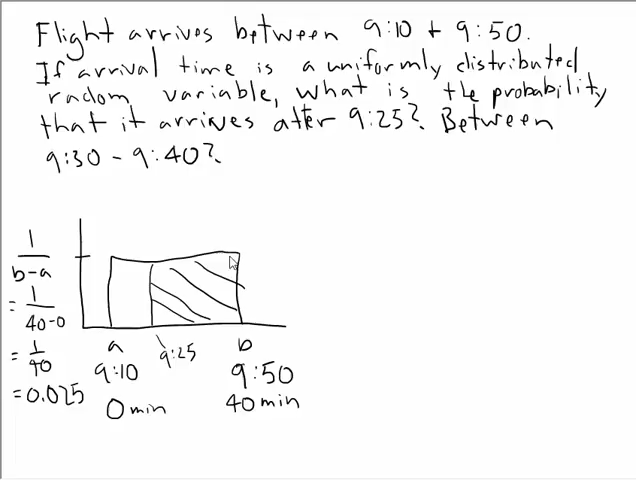 Flight arrives between 9:10 + 9:50.
If arrival time is a uniformly distributed
radom variable, what is the probability
that it arrives after 9:25? Between
9:30 - 9:40?
1
b-a
= 1
40-0
= 1
40
= 0.025
a 9:25 b
9:10 9:50
0 min 40 min